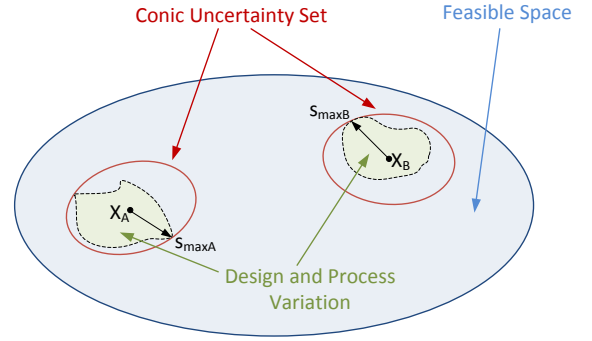 Conic Uncertainty Set
Feasible Space
SmaxB
XB
XA
SmaxA
Design and Process
Variation